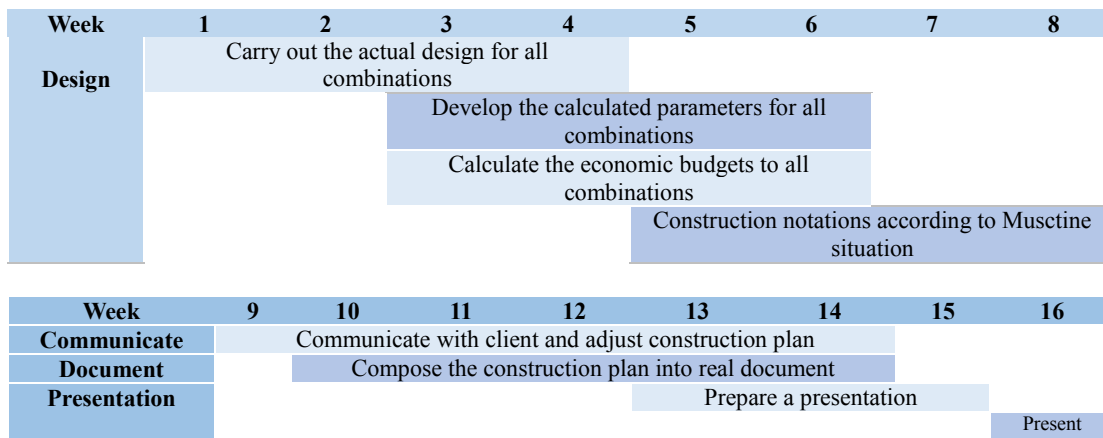 Week 1 2 3 4 5 6 7 8
Design
Carry out the actual design for all
combinations
Develop the calculated parameters for all
combinations
Calculate the economic budgets to all
combinations
Construction notations according to Musctine
situation
Week 9 10 11 12 13 14 15 16
Communicate Communicate with client and adjust construction plan
Document Compose the construction plan into real document
Presentation Prepare a presentation
Present